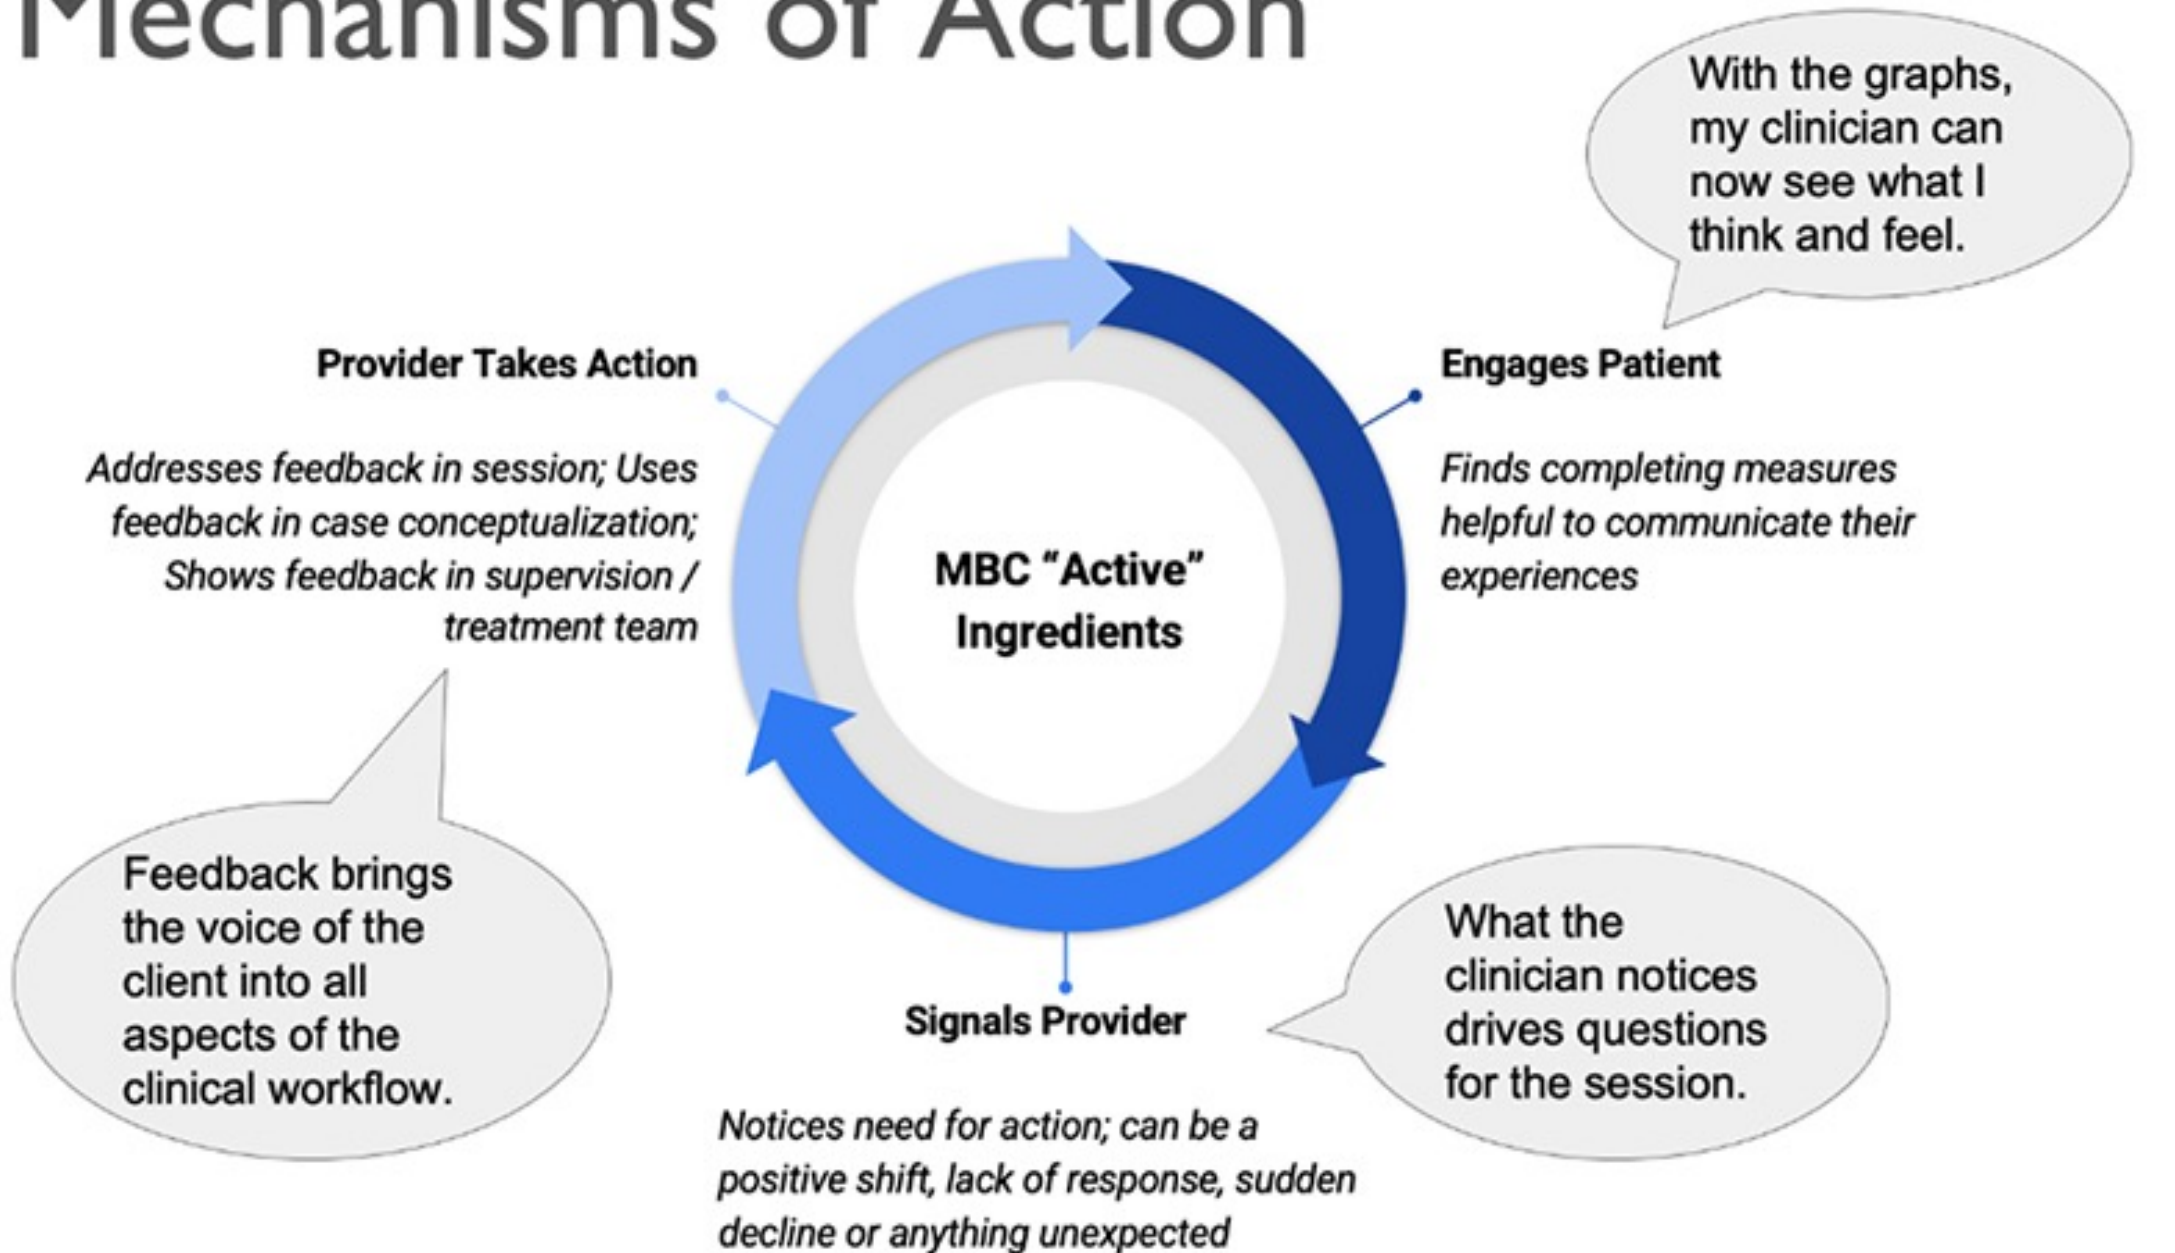 Mechanisms of Action
With the graphs,
my clinician can
now see what I
think and feel.
Provider Takes Action
Addresses feedback in session; Uses
feedback in case conceptualization;
Shows feedback in supervision /
treatment team
Engages Patient
Finds completing measures
helpful to communicate their
experiences
MBC “Active”
Ingredients
Feedback brings
the voice of the
client into all
aspects of the
clinical workflow.
Signals Provider
Notices need for action; can be a
positive shift, lack of response, sudden
decline or anything unexpected
What the
clinician notices
drives questions
for the session.